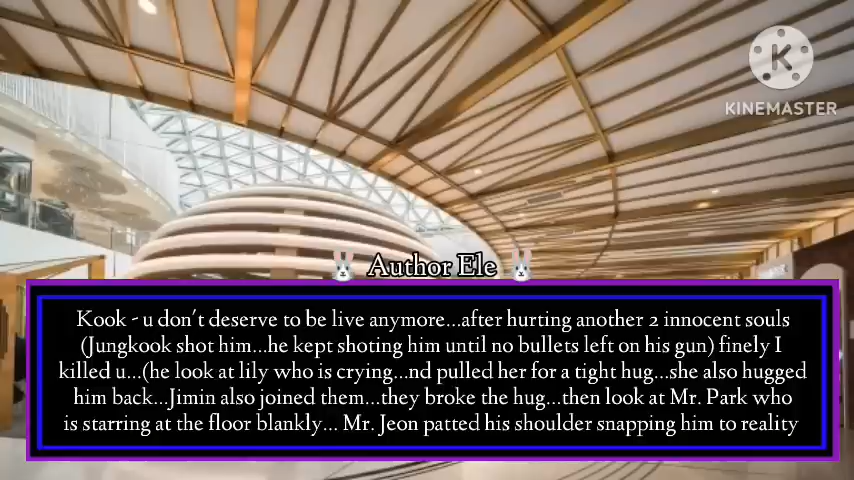 KINEMASTER
🐰 Author Ele 🐰
Kook - u don't deserve to be live anymore...after hurting another 2 innocent souls
(Jungkook shot him...he kept shoting him until no bullets left on his gun) finely I
killed u...(he look at lily who is crying...nd pulled her for a tight hug...she also hugged
him back...Jimin also joined them...they broke the hug...then look at Mr. Park who
is starring at the floor blankly... Mr. Jeon patted his shoulder snapping him to reality